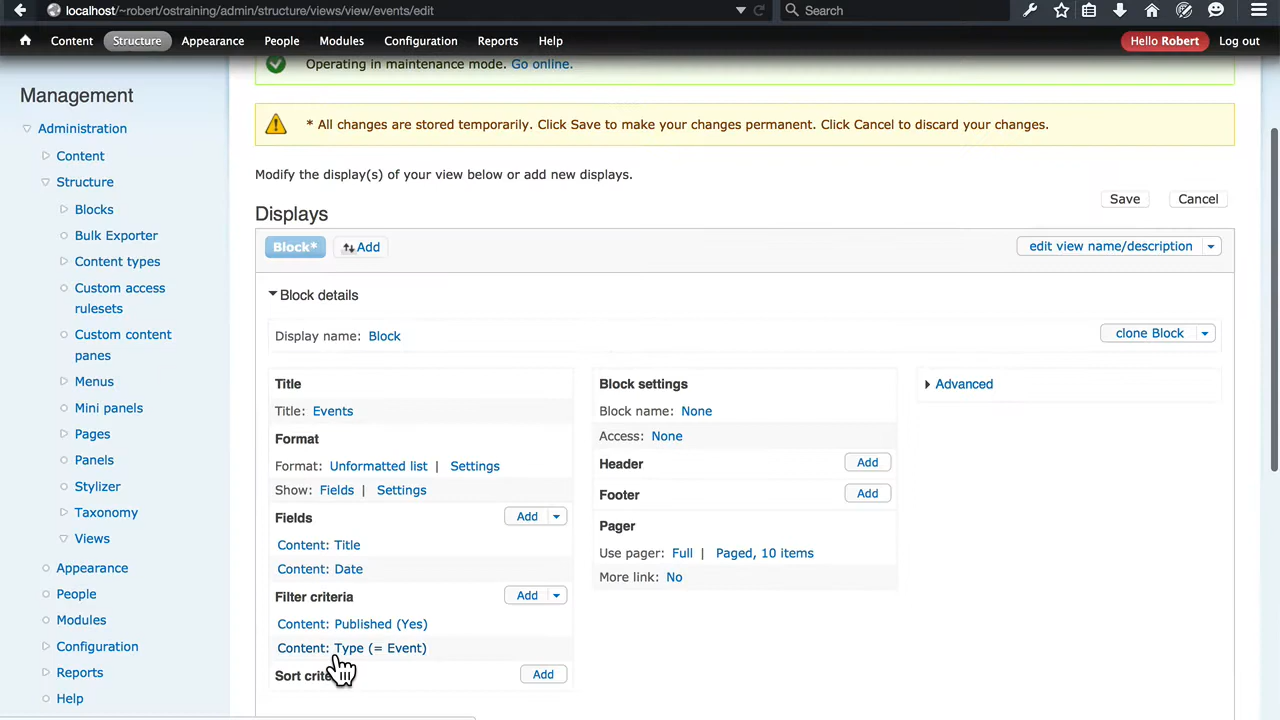 localhost/~robert/ostraining/admin/structure/views/view/events/edit
Search
Content Structure Appearance People Modules Configuration Reports Help Hello Robert Log out
Operating in maintenance mode. Go online.
Management
* All changes are stored temporarily. Click Save to make your changes permanent. Click Cancel to discard your changes.
Administration
Content
Structure
Blocks
Bulk Exporter
Content types
Custom access
rulesets
Custom content
panes
Menus
Mini panels
Pages
Panels
Stylizer
Taxonomy
Views
Appearance
People
Modules
Configuration
Reports
Help
Modify the display(s) of your view below or add new displays.
Save Cancel
Displays
Block* Add edit view name/description
Block details
Display name: Block clone Block
Title
Title: Events
Format
Format: Unformatted list | Settings
Show: Fields | Settings
Fields Add
Content: Title
Content: Date
Filter criteria Add
Content: Published (Yes)
Content: Type (= Event)
Add
Block settings
Block name: None
Access: None
Header Add
Footer Add
Pager
Use pager: Full | Paged, 10 items
More link: No
Advanced